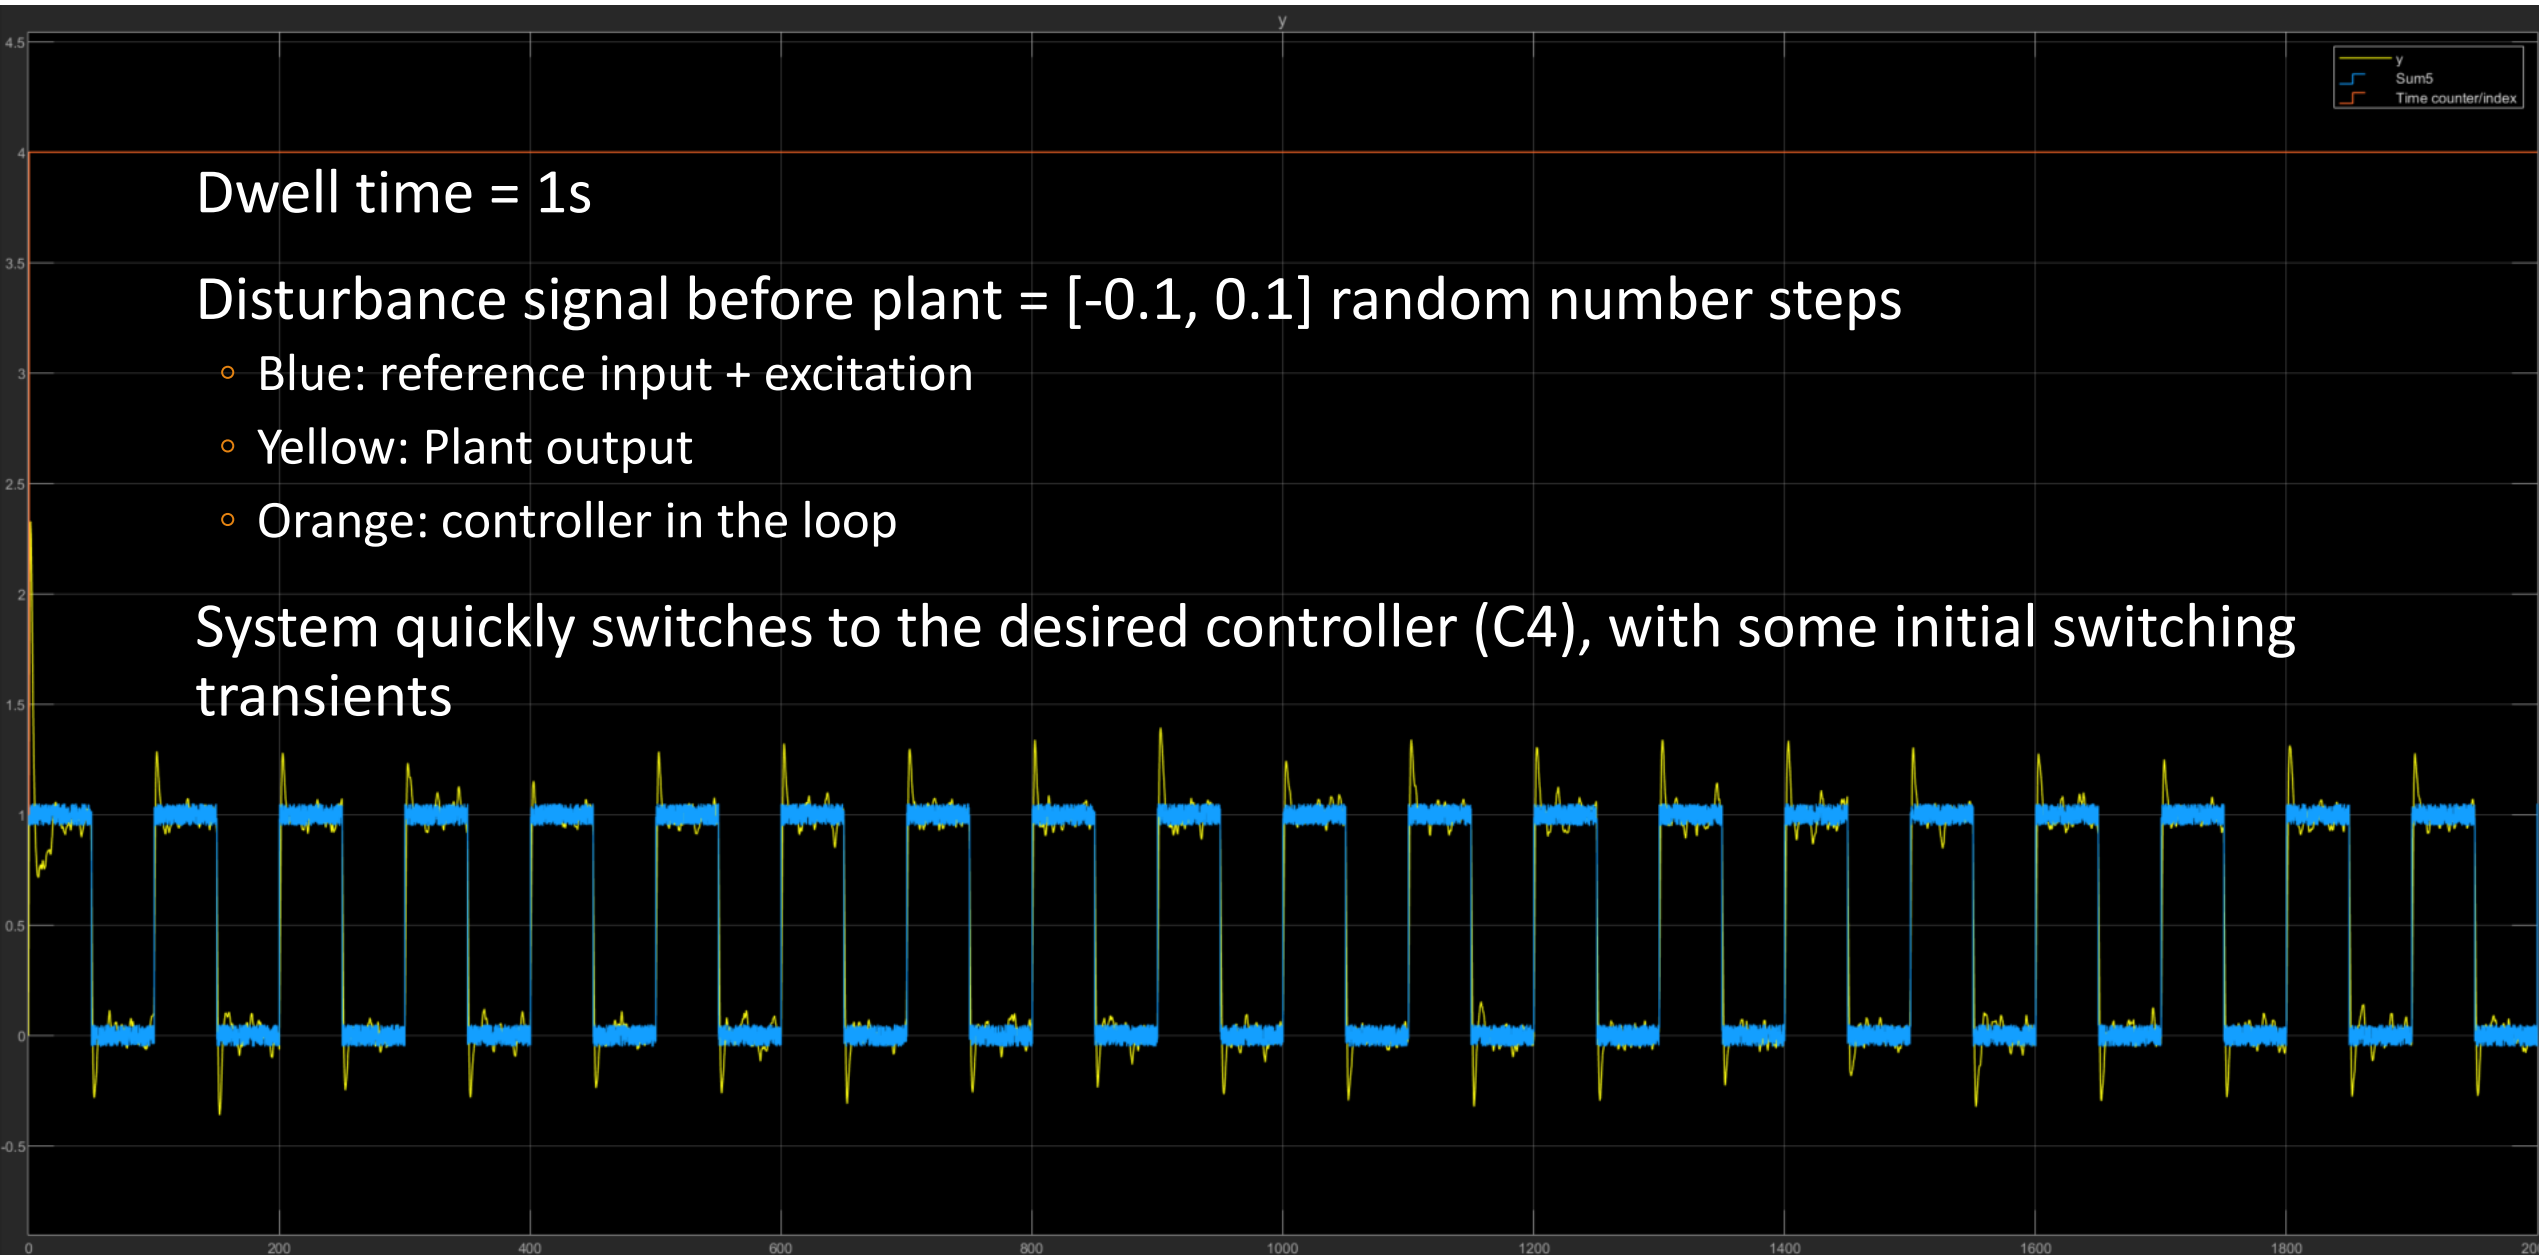 y
4.5
y
Sum5
Time counter/index
4
Dwell time = 1s
3.5
Disturbance signal before plant = [-0.1, 0.1] random number steps
3
Blue: reference input + excitation
Yellow: Plant output
2.5
Orange: controller in the loop
2
System quickly switches to the desired controller (C4), with some initial switching
transients
1.5
1
0.5
0
-0.5
0 200 400 600 800 1000 1200 1400 1600 1800